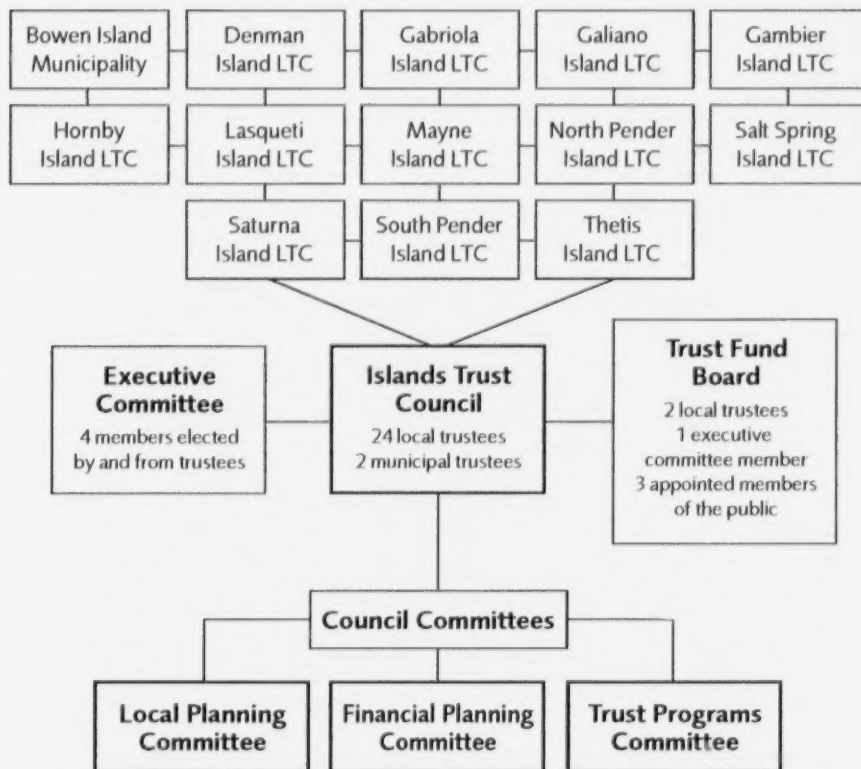 Bowen Island
Municipality
Denman
Island LTC
Gabriola
Island LTC
Galiano
Island LTC
Gambier
Island LTC
Hornby
Island LTC
Lasqueti
Island LTC
Mayne
Island LTC
North Pender
Island LTC
Salt Spring
Island LTC
Saturna
Island LTC
South Pender
Island LTC
Thetis
Island LTC
Executive
Committee
4 members elected
by and from trustees
Islands Trust
Council
24 local trustees
2 municipal trustees
Trust Fund
Board
2 local trustees
1 executive
committee member
3 appointed members
of the public
Council Committees
Local Planning
Committee
Financial Planning
Committee
Trust Programs
Committee